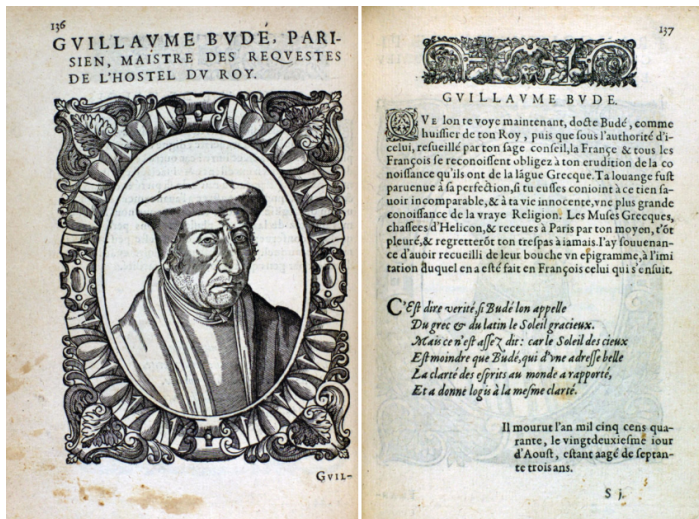 136
GVILLAVME BVDE, PARI-
SIEN, MAISTRE DES REQVESTES
DE L'HOSTEL DV ROY.
GVIL-
137
GVILLAVME BVDE.
QVE lon te voye maintenant, docte Budé, comme
huissier de ton Roy, puis que sous l'authorité d'i-
celui, resueillé par ton sage conseil, la Françe & tous les
François se reconoissent obligez à ton erudition de la co
noissance qu'ils ont de la lãgue Grecque. Ta louange fust
paruenue à sa perfection, si tu eusses conioint à ce tien sa-
uoir incomparable, & à ta vie innocente, vne plus grande
conoissance de la vraye Religion. Les Muses Grecques,
chassees d'Helicon, & receues à Paris par ton moyen, t'õt
pleuré, & regretterõt ton trespas à iamais. I'ay souuenan-
ce d'auoir recueilli de leur bouche vn epigramme, à l'imi
tation duquel en a esté fait en François celui qui s'ensuit.
C'Est dire verité, si Budé lon appelle
Du grec & du latin le Soleil gracieux.
Mais ce n'est assez dit: car le Soleil des cieux
Est moindre que Budé, qui d'vne adresse belle
La clarté des esprits au monde a rapporté,
Et a donne logis à la mesme clarté.
Il mourut l'an mil cinq cens qua-
rante, le vingtdeuxiesme iour
d'Aoust, estant aagé de septan-
te trois ans.
S j.